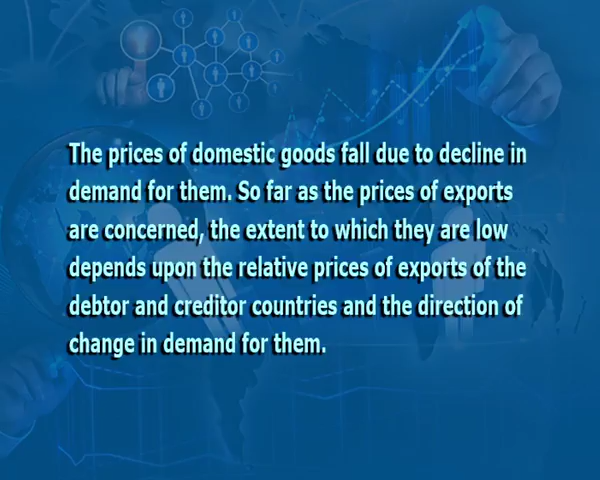 The prices of domestic goods fall due to decline in
demand for them. So far as the prices of exports
are concerned, the extent to which they are low
depends upon the relative prices of exports of the
debtor and creditor countries and the direction of
change in demand for them.